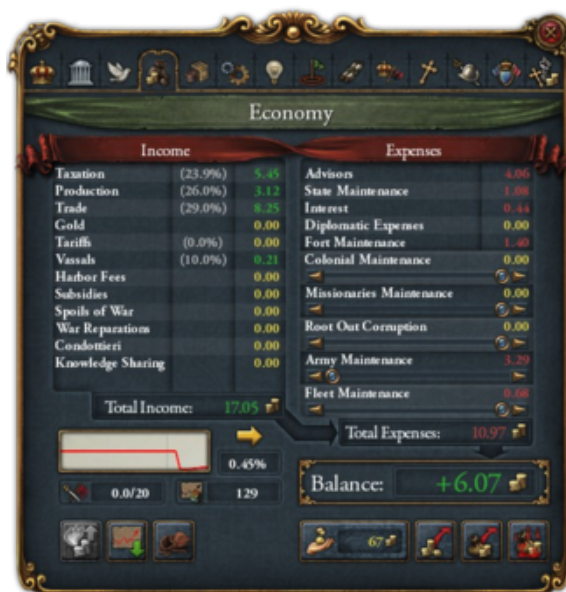 Economy
Income
Taxation (23.9%) 5.45
Production (26.0%) 3.12
Trade (29.0%) 8.25
Gold 0.00
Tariffs (0.0%) 0.00
Vassals (10.0%) 0.21
Harbor Fees 0.00
Subsidies 0.00
Spoils of War 0.00
War Reparations 0.00
Condottieri 0.00
Knowledge Sharing 0.00
Total Income: 17.05
Expenses
Advisors 4.06
State Maintenance 1.08
Interest 0.44
Diplomatic Expenses 0.00
Fort Maintenance 1.40
Colonial Maintenance 0.00
Missionaries Maintenance 0.00
Root Out Corruption 0.00
Army Maintenance 3.29
Fleet Maintenance 0.68
Total Expenses: 10.97
0.45%
0.0/20
129
Balance: +6.07
67